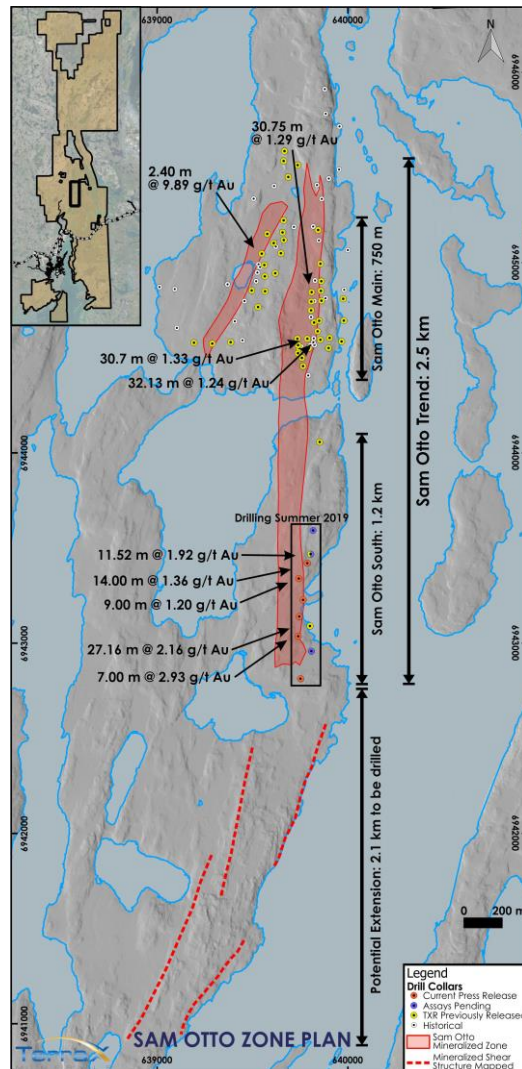 639000
640000
N
6946000
30.75 m
@ 1.29 g/t Au
2.40 m
@ 9.89 g/t Au
6945000
6945000
Sam Otto Main: 750 m
Sam Otto Trend: 2.5 km
30.7 m @ 1.33 g/t Au
32.13 m @ 1.24 g/t Au
6944000
6944000
Sam Otto South: 1.2 km
Drilling Summer 2019
11.52 m @ 1.92 g/t Au
14.00 m @ 1.36 g/t Au
9.00 m @ 1.20 g/t Au
6943000
6943000
27.16 m @ 2.16 g/t Au
7.00 m @ 2.93 g/t Au
Potential Extension: 2.1 km to be drilled
6942000
6942000
200 m
6941000
Legend
Drill Collars
Current Press Release
Assays Pending
TXR Previously Released
Historical
Sam Otto
Mineralized Zone
Mineralized Shear
Structure Mapped
TerraX
SAM OTTO ZONE PLAN
639000
640000